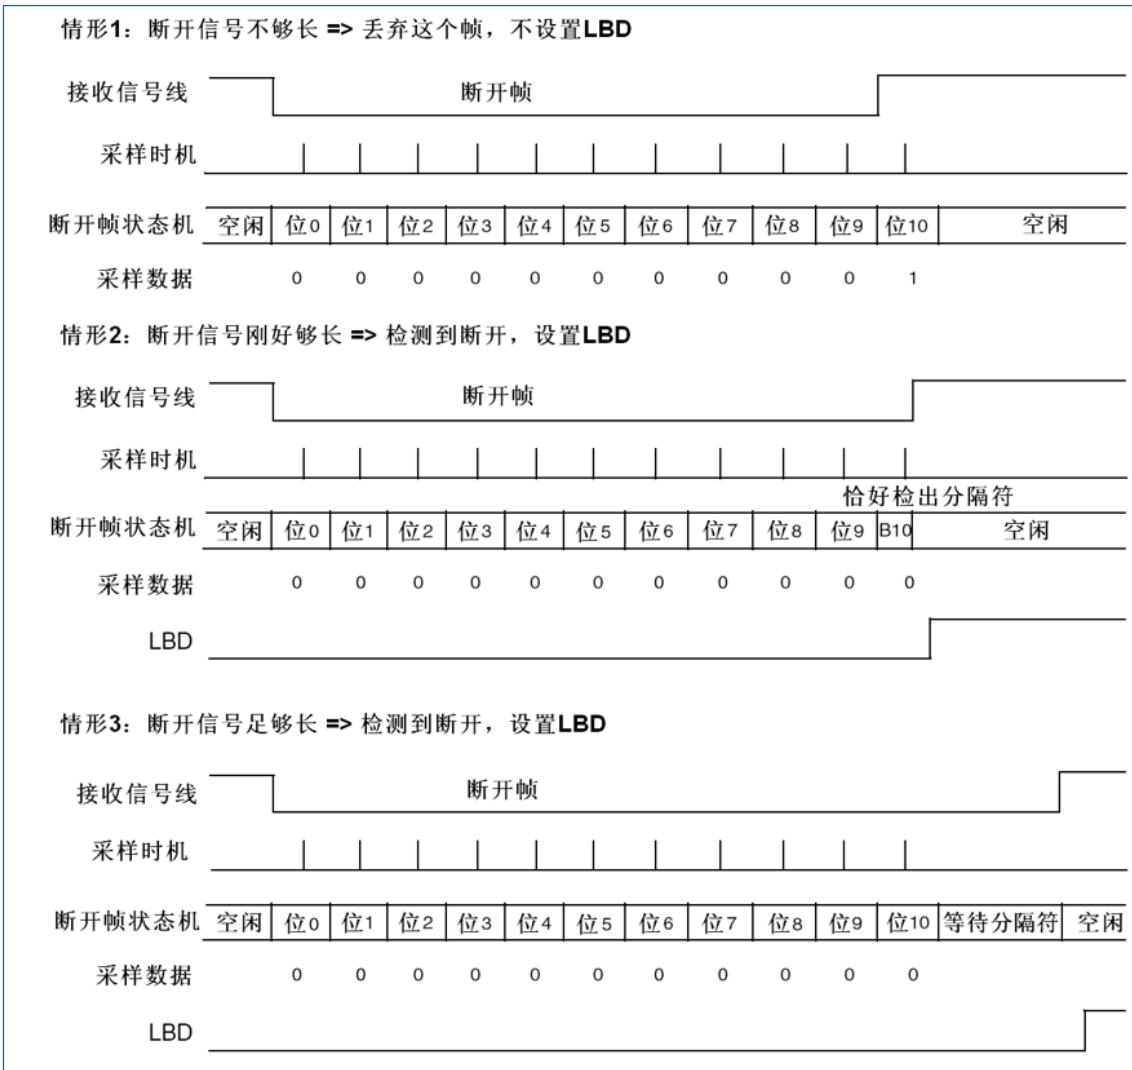 情形1：断开信号不够长 => 丢弃这个帧，不设置LBD
接收信号线 断开帧
采样时机
断开帧状态机 空闲 位0 位1 位2 位3 位4 位5 位6 位7 位8 位9 位10 空闲
采样数据 0 0 0 0 0 0 0 0 0 0 1
情形2：断开信号刚好够长 => 检测到断开，设置LBD
接收信号线 断开帧
采样时机
恰好检出分隔符
断开帧状态机 空闲 位0 位1 位2 位3 位4 位5 位6 位7 位8 位9 B10 空闲
采样数据 0 0 0 0 0 0 0 0 0 0 0
LBD
情形3：断开信号足够长 => 检测到断开，设置LBD
接收信号线 断开帧
采样时机
断开帧状态机 空闲 位0 位1 位2 位3 位4 位5 位6 位7 位8 位9 位10 等待分隔符 空闲
采样数据 0 0 0 0 0 0 0 0 0 0 0
LBD